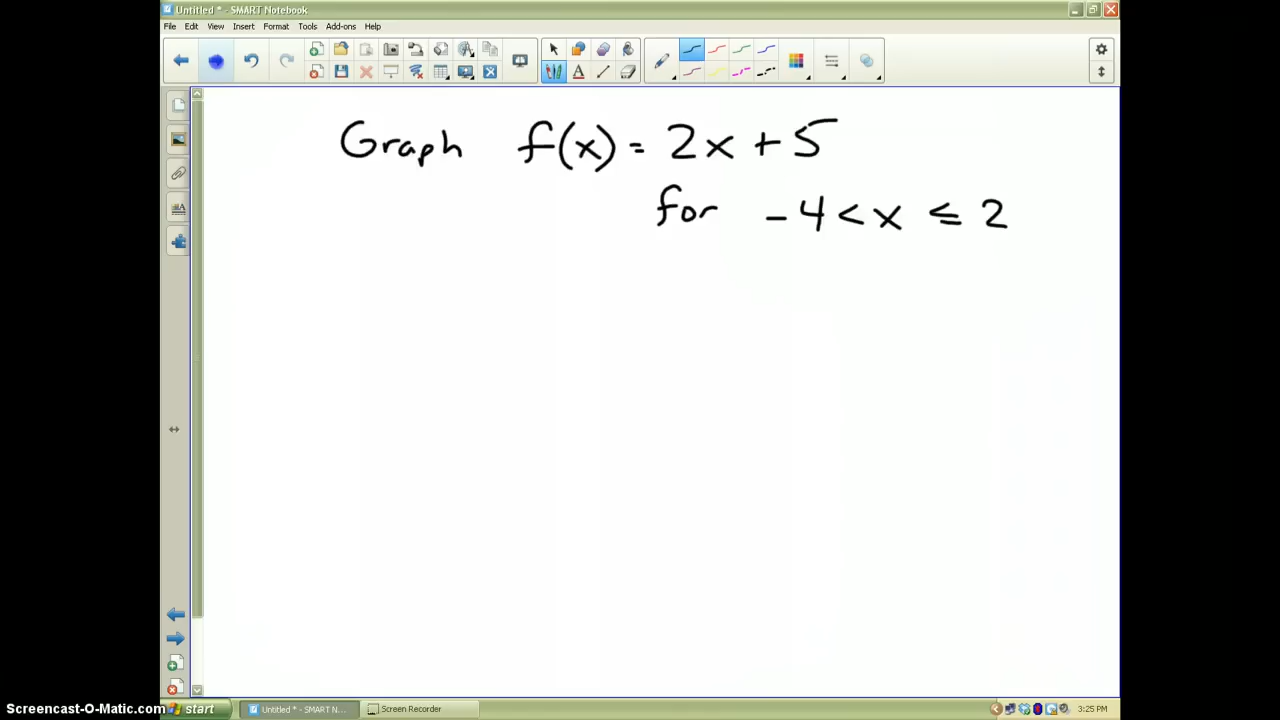 Untitled * - SMART Notebook
File Edit View Insert Format Tools Add-ons Help
Graph f(x) = 2x + 5
for -4 < x ≤ 2
Screencast-O-Matic.com
start
Untitled * - SMART N...
Screen Recorder
3:25 PM